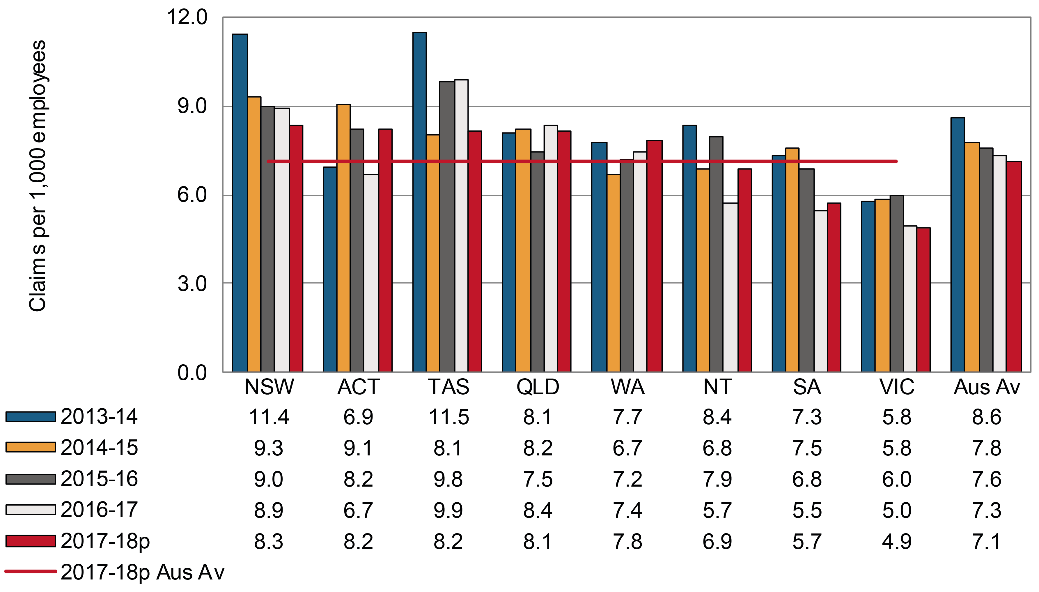 Claims per 1,000 employees
12.0
9.0
6.0
3.0
0.0
NSW ACT TAS QLD WA NT SA VIC Aus Av
2013-14 11.4 6.9 11.5 8.1 7.7 8.4 7.3 5.8 8.6
2014-15 9.3 9.1 8.1 8.2 6.7 6.8 7.5 5.8 7.8
2015-16 9.0 8.2 9.8 7.5 7.2 7.9 6.8 6.0 7.6
2016-17 8.9 6.7 9.9 8.4 7.4 5.7 5.5 5.0 7.3
2017-18p 8.3 8.2 8.2 8.1 7.8 6.9 5.7 4.9 7.1
2017-18p Aus Av